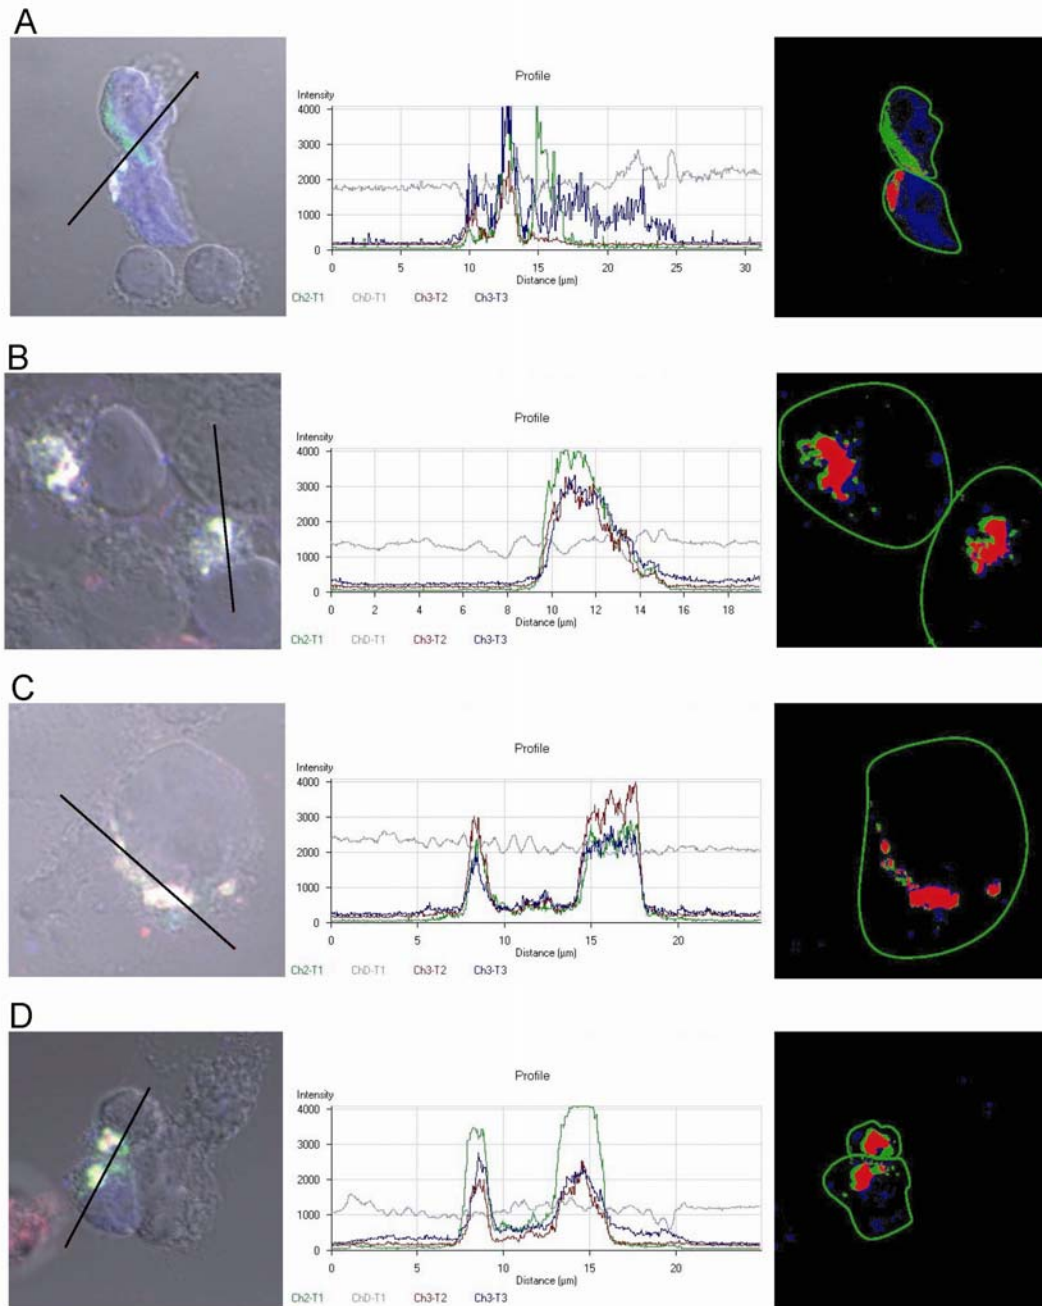 A
Profile
Intensity
4000
3000
2000
1000
0
0 5 10 15 20 25 30
Distance (µm)
Ch2-T1 ChD-T1 Ch3-T2 Ch3-T3
B
Profile
Intensity
4000
3000
2000
1000
0
0 2 4 6 8 10 12 14 16 18
Distance (µm)
Ch2-T1 ChD-T1 Ch3-T2 Ch3-T3
C
Profile
Intensity
4000
3000
2000
1000
0
0 5 10 15 20
Distance (µm)
Ch2-T1 ChD-T1 Ch3-T2 Ch3-T3
D
Profile
Intensity
4000
3000
2000
1000
0
0 5 10 15 20
Distance (µm)
Ch2-T1 ChD-T1 Ch3-T2 Ch3-T3